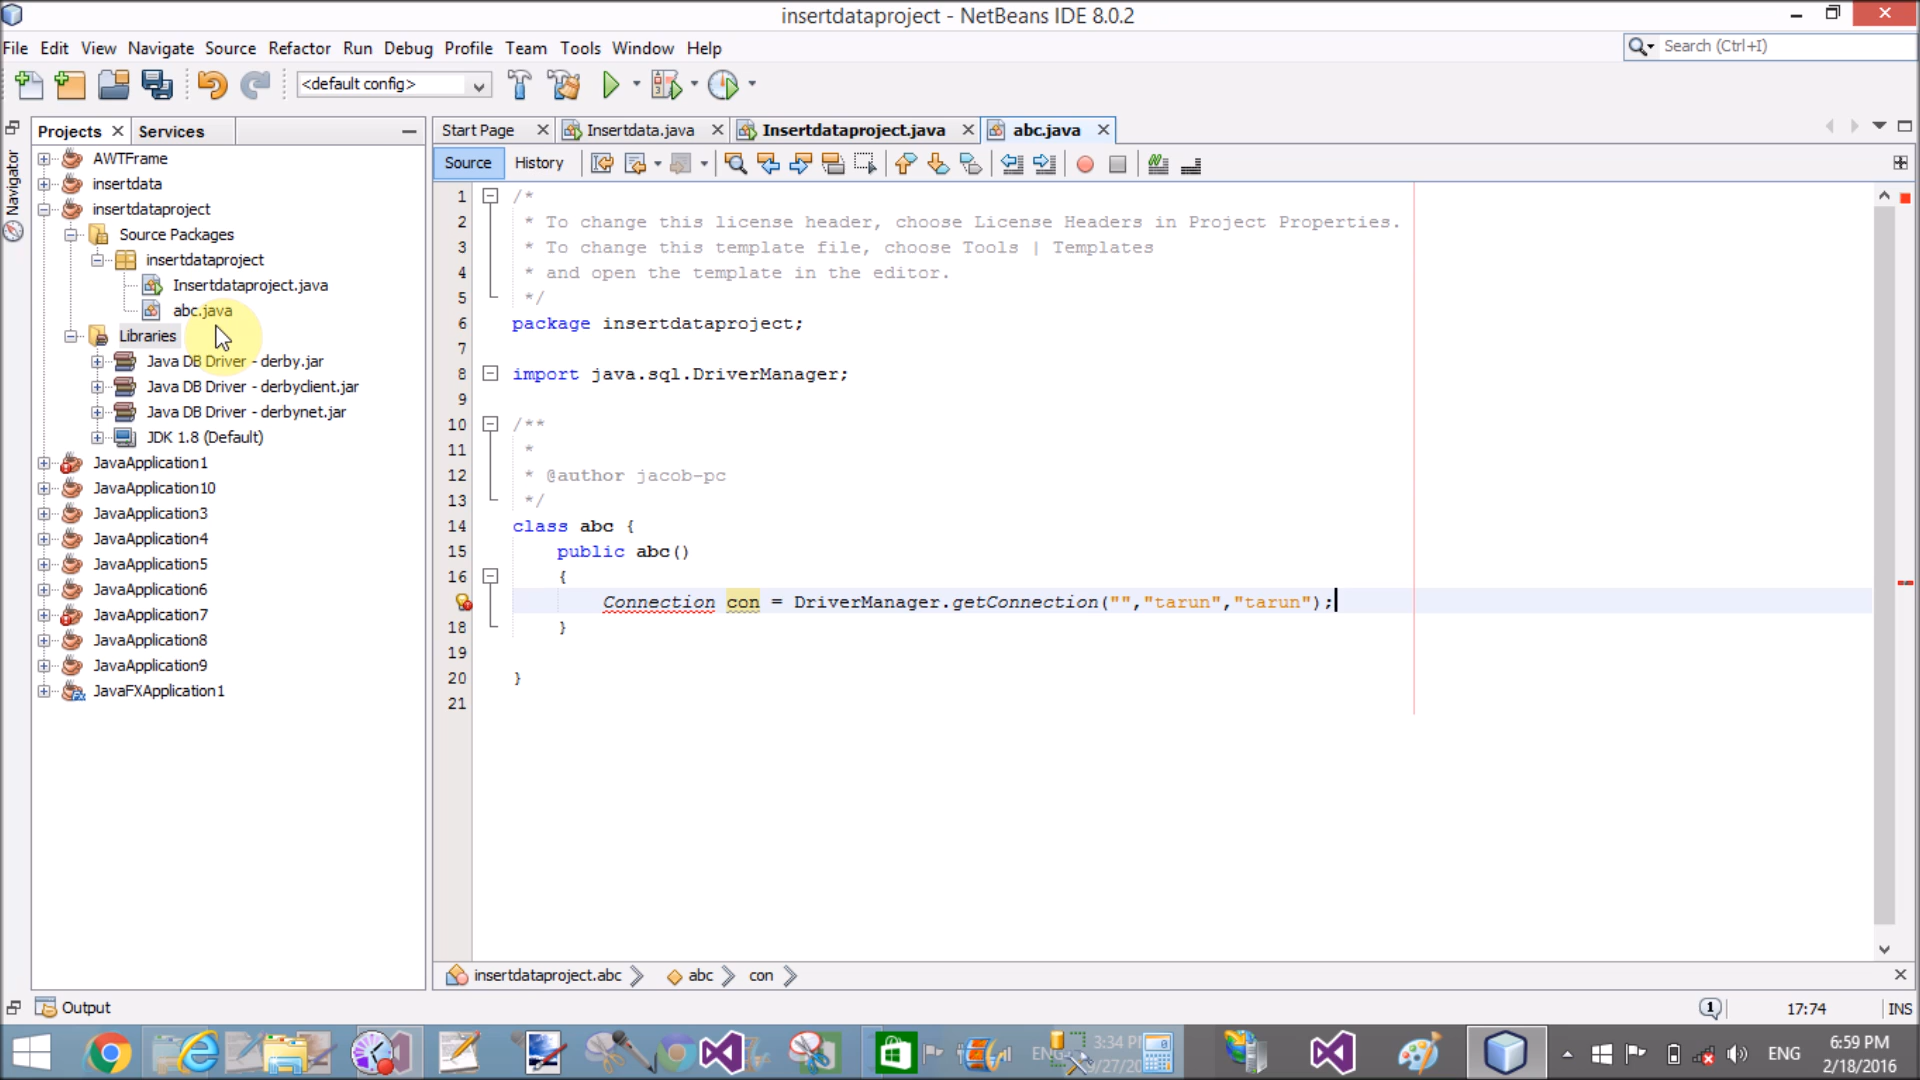 insertdataproject - NetBeans IDE 8.0.2
File Edit View Navigate Source Refactor Run Debug Profile Team Tools Window Help
Search (Ctrl+I)
<default config>
Projects Services
Start Page Insertdata.java Insertdataproject.java abc.java
Source History
Navigator
AWTFrame
insertdata
insertdataproject
Source Packages
insertdataproject
Insertdataproject.java
abc.java
Libraries
Java DB Driver - derby.jar
Java DB Driver - derbyclient.jar
Java DB Driver - derbynet.jar
JDK 1.8 (Default)
JavaApplication1
JavaApplication10
JavaApplication3
JavaApplication4
JavaApplication5
JavaApplication6
JavaApplication7
JavaApplication8
JavaApplication9
JavaFXApplication1
1 /*
2 * To change this license header, choose License Headers in Project Properties.
3 * To change this template file, choose Tools | Templates
4 * and open the template in the editor.
5 */
6 package insertdataproject;
7
8 import java.sql.DriverManager;
9
10 /**
11 *
12 * @author jacob-pc
13 */
14 class abc {
15 public abc()
16 {
Connection con = DriverManager.getConnection("","tarun","tarun");
18 }
19
20 }
21
insertdataproject.abc abc con
Output
1 17:74 INS
ENG 3:34 P
9/27/20
ENG 6:59 PM
2/18/2016